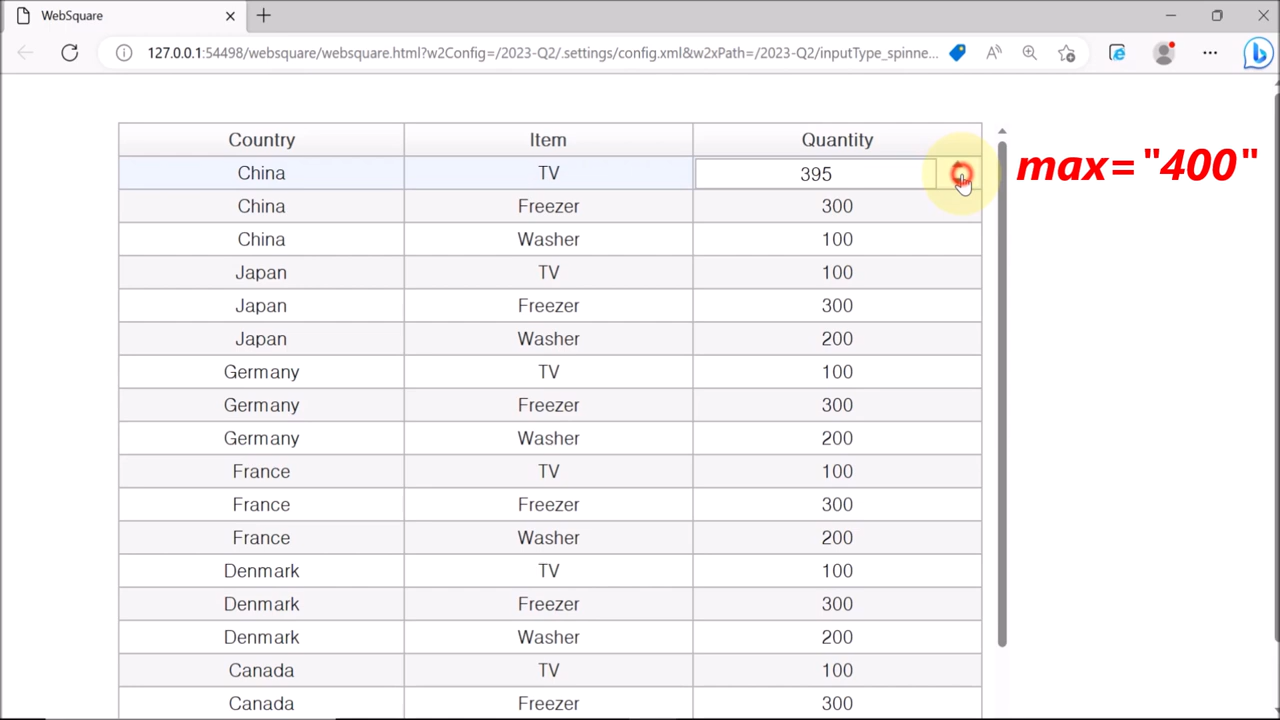 WebSquare
127.0.0.1:54498/websquare/websquare.html?w2Config=/2023-Q2/.settings/config.xml&w2xPath=/2023-Q2/inputType_spinne...
Country Item Quantity
China TV 395
max="400"
China Freezer 300
China Washer 100
Japan TV 100
Japan Freezer 300
Japan Washer 200
Germany TV 100
Germany Freezer 300
Germany Washer 200
France TV 100
France Freezer 300
France Washer 200
Denmark TV 100
Denmark Freezer 300
Denmark Washer 200
Canada TV 100
Canada Freezer 300